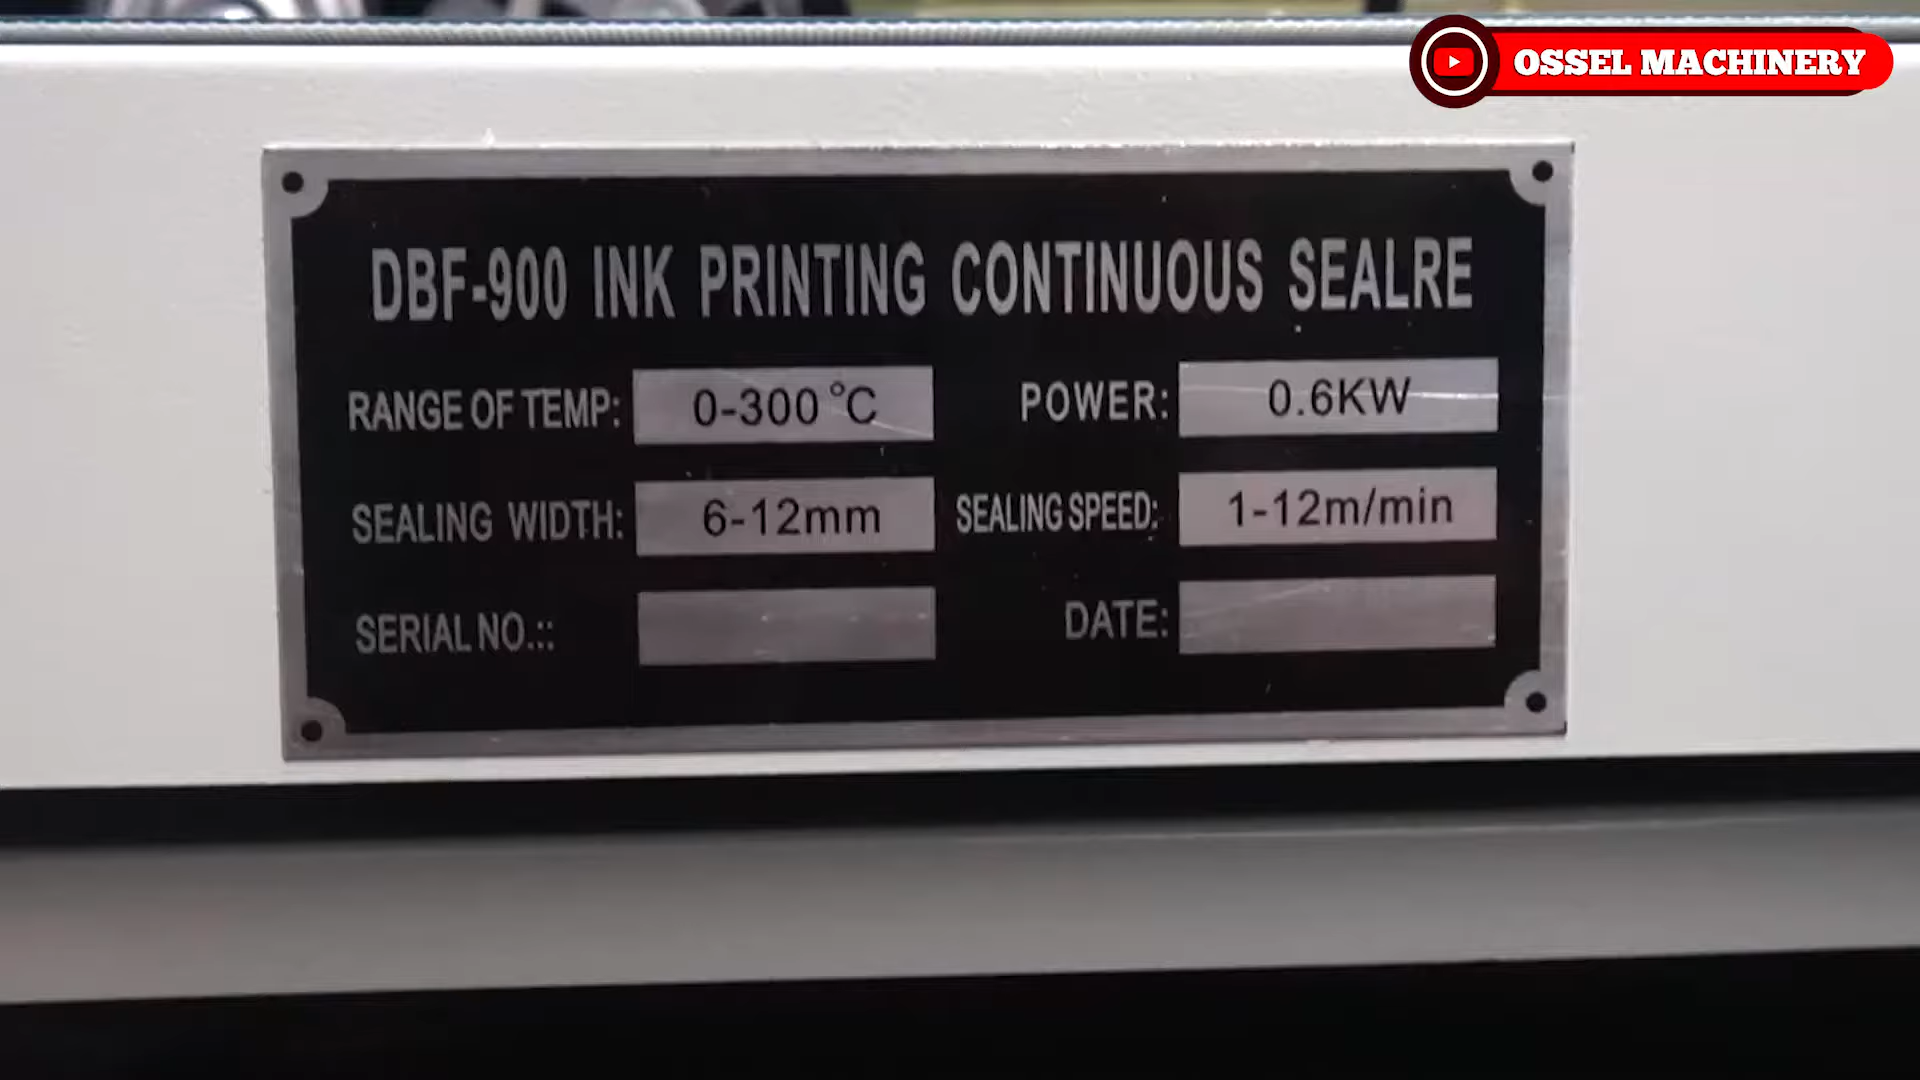 OSSEL MACHINERY
DBF-900 INK PRINTING CONTINUOUS SEALRE
RANGE OF TEMP: 0-300°C POWER: 0.6KW
SEALING WIDTH: 6-12mm SEALING SPEED: 1-12m/min
SERIAL NO.:: DATE: